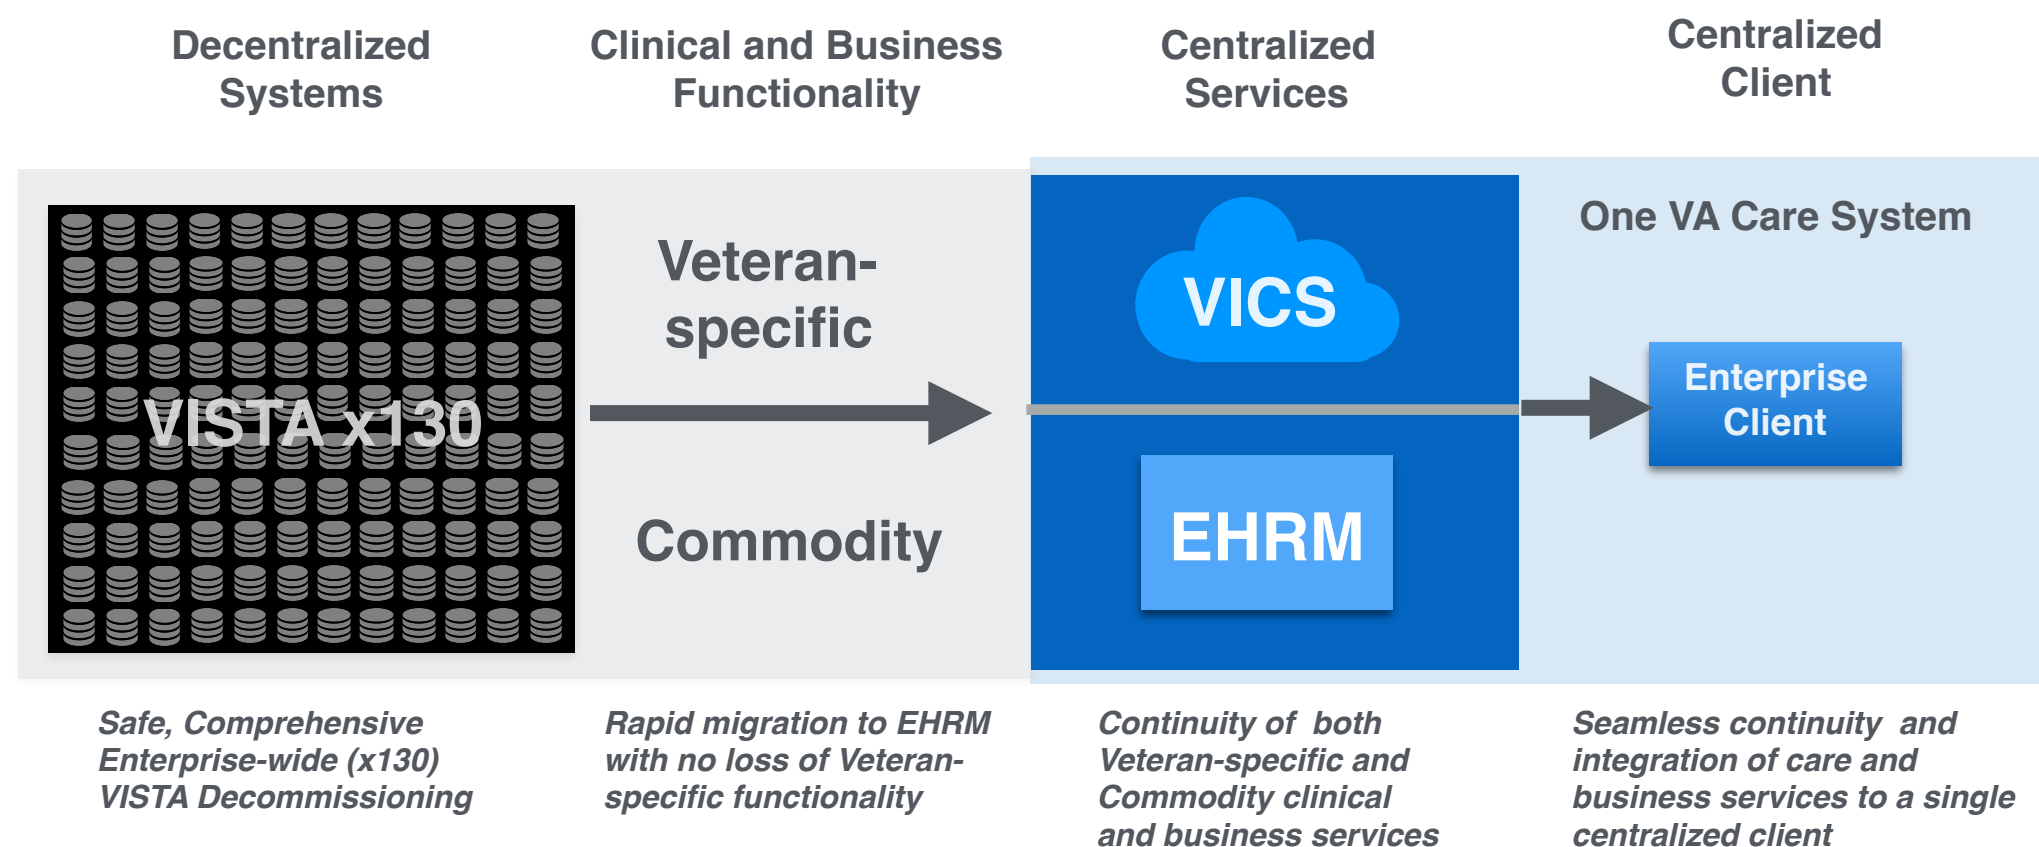 Decentralized
Systems
Clinical and Business
Functionality
Centralized
Services
Centralized
Client
VISTA x130
Veteran-
specific
Commodity
VICS
EHRM
One VA Care System
Enterprise
Client
Safe, Comprehensive
Enterprise-wide (x130)
VISTA Decommissioning
Rapid migration to EHRM
with no loss of Veteran-
specific functionality
Continuity of both
Veteran-specific and
Commodity clinical
and business services
Seamless continuity and
integration of care and
business services to a single
centralized client